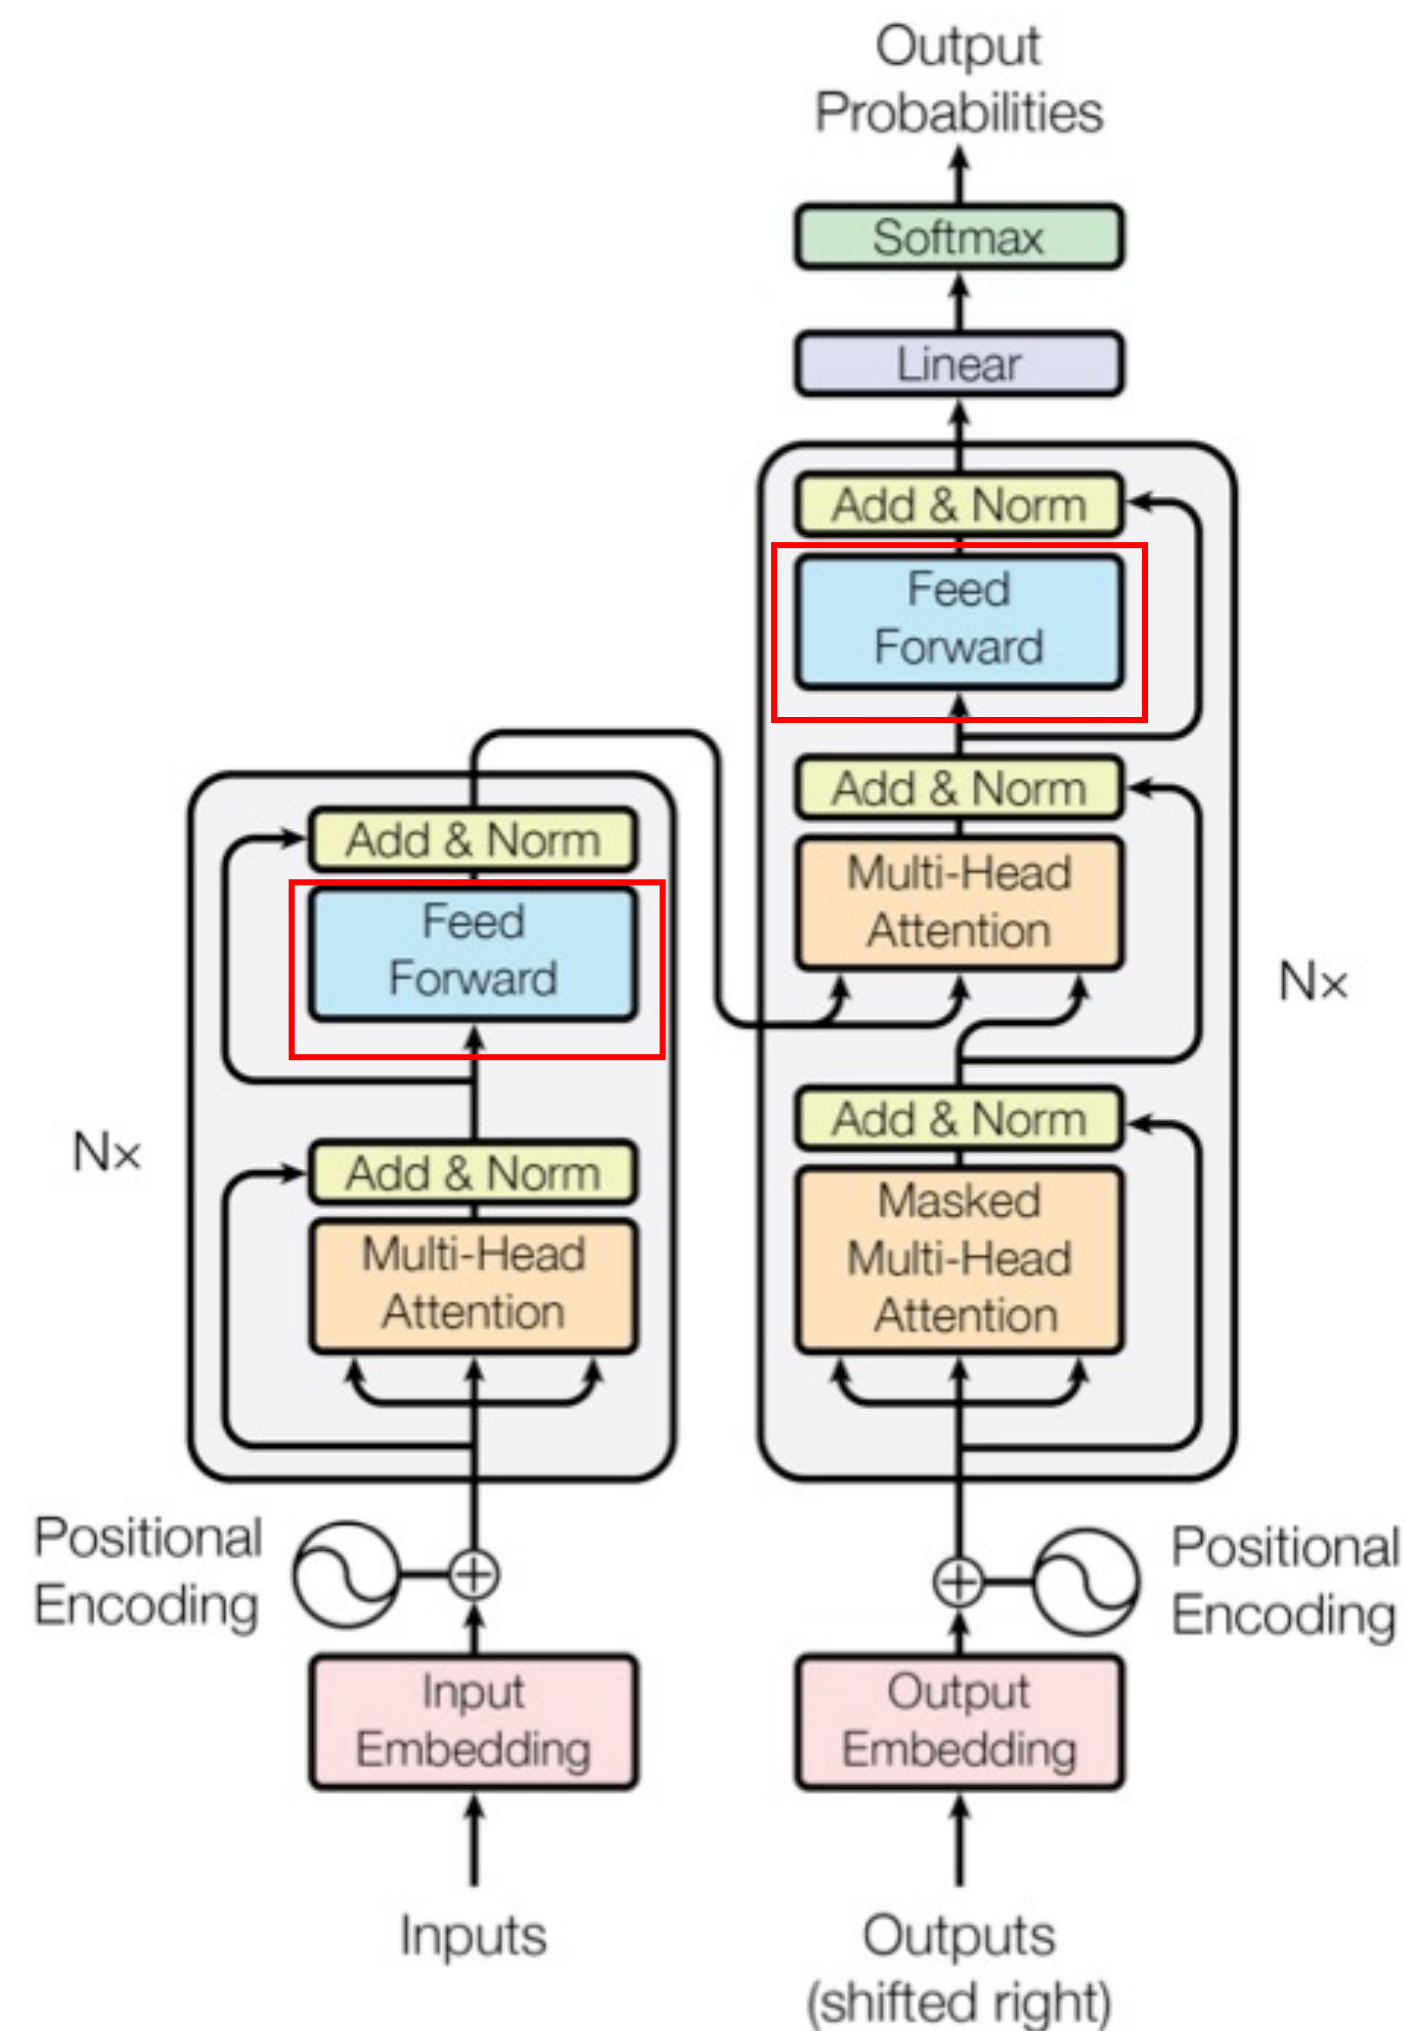 Output
Probabilities
Softmax
Linear
Add & Norm
Feed
Forward
Add & Norm
Multi-Head
Attention
Nx
Add & Norm
Masked
Multi-Head
Attention
Add & Norm
Feed
Forward
Nx
Add & Norm
Multi-Head
Attention
Positional
Encoding
Positional
Encoding
Input
Embedding
Output
Embedding
Inputs
Outputs
(shifted right)